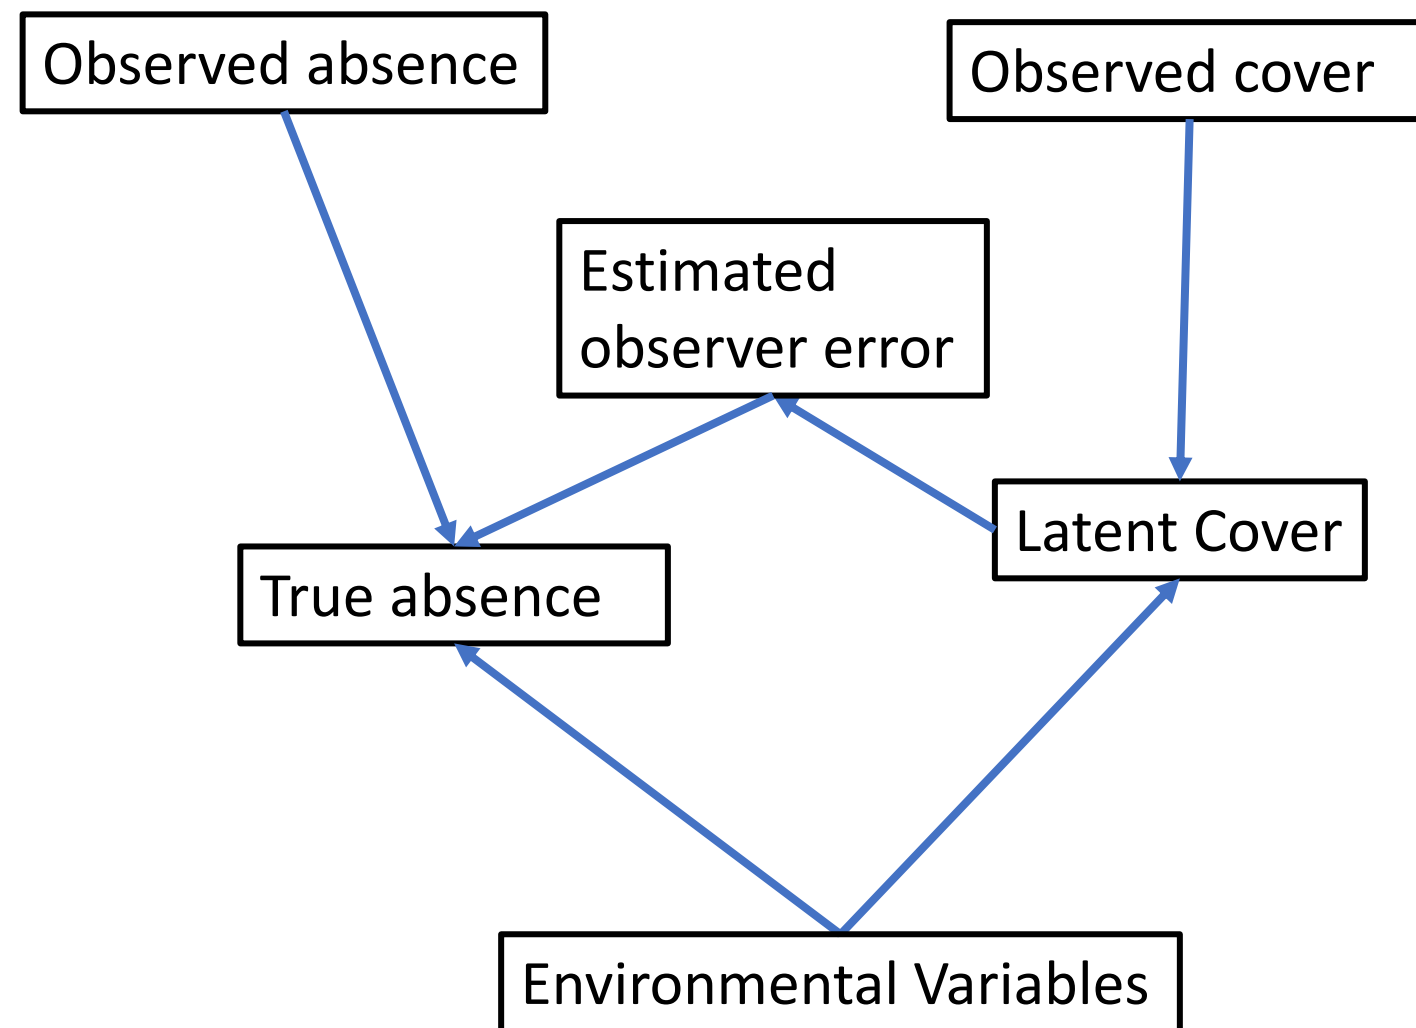 Observed absence
Observed cover
Estimated
observer error
Latent Cover
True absence
Environmental Variables